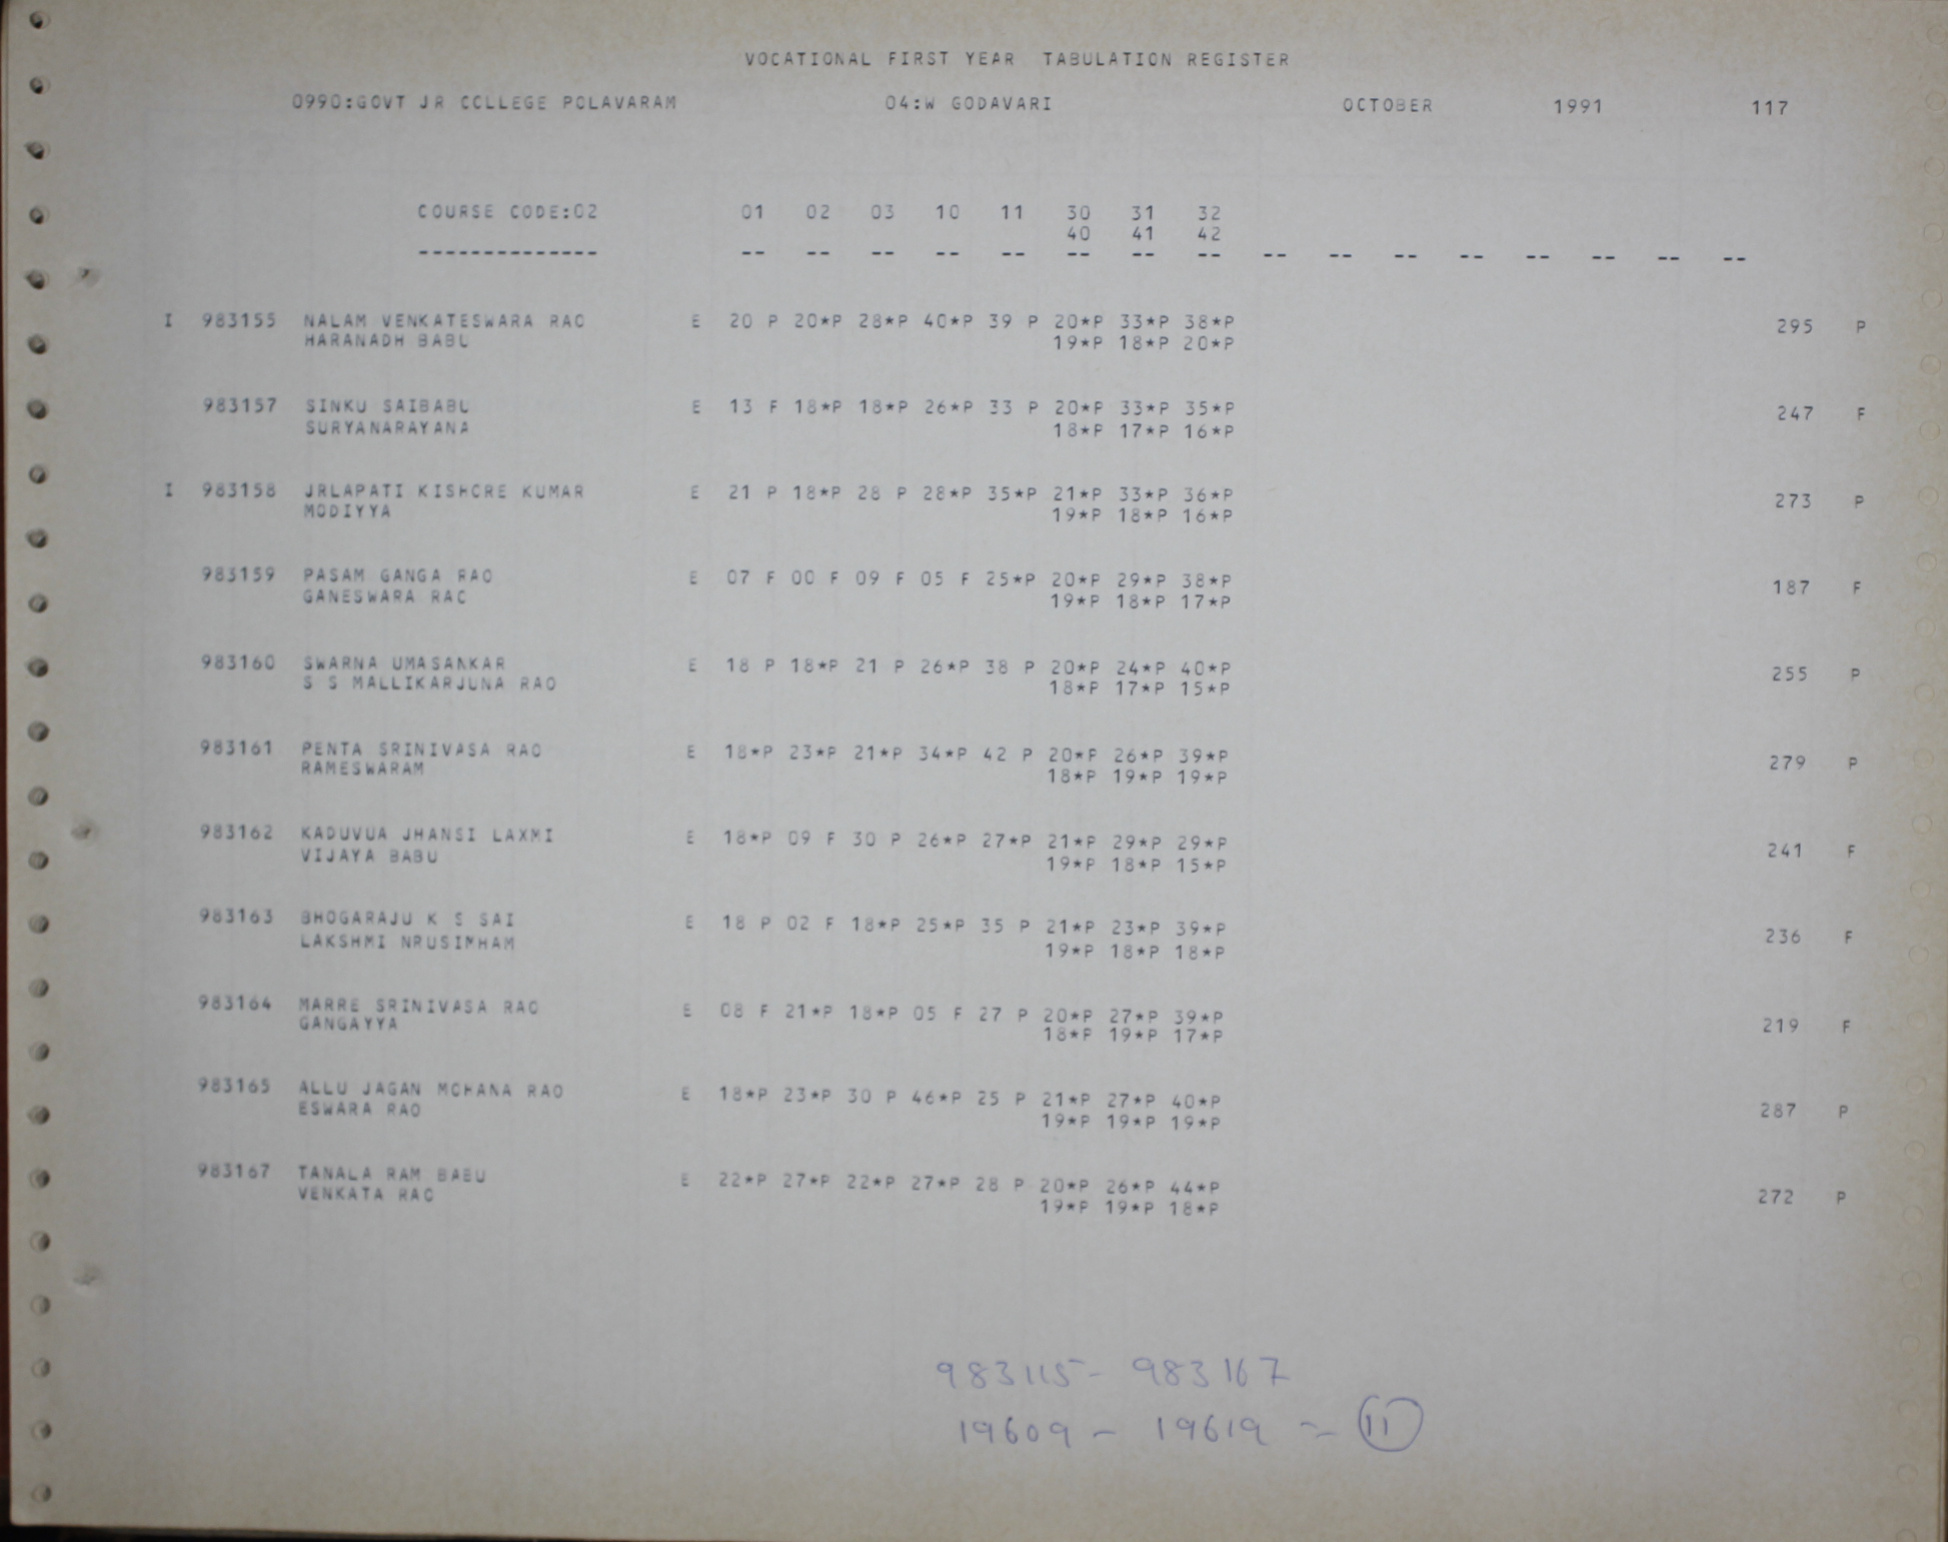 VOCATIONAL FIRST YEAR TABULATION REGISTER
0990:GOVT JR COLLEGE POLAVARAM 04:W GODAVARI OCTOBER 1991 117
COURSE CODE:02 01 02 03 10 11 30 31 32
40 41 42
-------------- -- -- -- -- -- -- -- -- -- -- -- -- -- -- -- --
I 983155 NALAM VENKATESWARA RAO E 20 P 20*P 28*P 40*P 39 P 20*P 33*P 38*P 295 P
HARANADH BABU 19*P 18*P 20*P
983157 SINKU SAIBABU E 13 F 18*P 18*P 26*P 33 P 20*P 33*P 35*P 247 F
SURYANARAYANA 18*P 17*P 16*P
I 983158 JRLAPATI KISHORE KUMAR E 21 P 18*P 28 P 28*P 35*P 21*P 33*P 36*P 273 P
MODIYYA 19*P 18*P 16*P
983159 PASAM GANGA RAO E 07 F 00 F 09 F 05 F 25*P 20*P 29*P 38*P 187 F
GANESWARA RAO 19*P 18*P 17*P
983160 SWARNA UMASANKAR E 18 P 18*P 21 P 26*P 38 P 20*P 24*P 40*P 255 P
S S MALLIKARJUNA RAO 18*P 17*P 15*P
983161 PENTA SRINIVASA RAO E 18*P 23*P 21*P 34*P 42 P 20*P 26*P 39*P 279 P
RAMESWARAM 18*P 19*P 19*P
983162 KADUVUA JHANSI LAXMI E 18*P 09 F 30 P 26*P 27*P 21*P 29*P 29*P 241 F
VIJAYA BABU 19*P 18*P 15*P
983163 BHOGARAJU K S SAI E 18 P 02 F 18*P 25*P 35 P 21*P 23*P 39*P 236 F
LAKSHMI NRUSIMHAM 19*P 18*P 18*P
983164 MARRE SRINIVASA RAO E 08 F 21*P 18*P 05 F 27 P 20*P 27*P 39*P 219 F
GANGAYYA 18*P 19*P 17*P
983165 ALLU JAGAN MOHANA RAO E 18*P 23*P 30 P 46*P 25 P 21*P 27*P 40*P 287 P
ESWARA RAO 19*P 19*P 19*P
983167 TANALA RAM BABU E 22*P 27*P 22*P 27*P 28 P 20*P 26*P 44*P 272 P
VENKATA RAO 19*P 19*P 18*P
983115- 983167
19609 - 19619 = 11